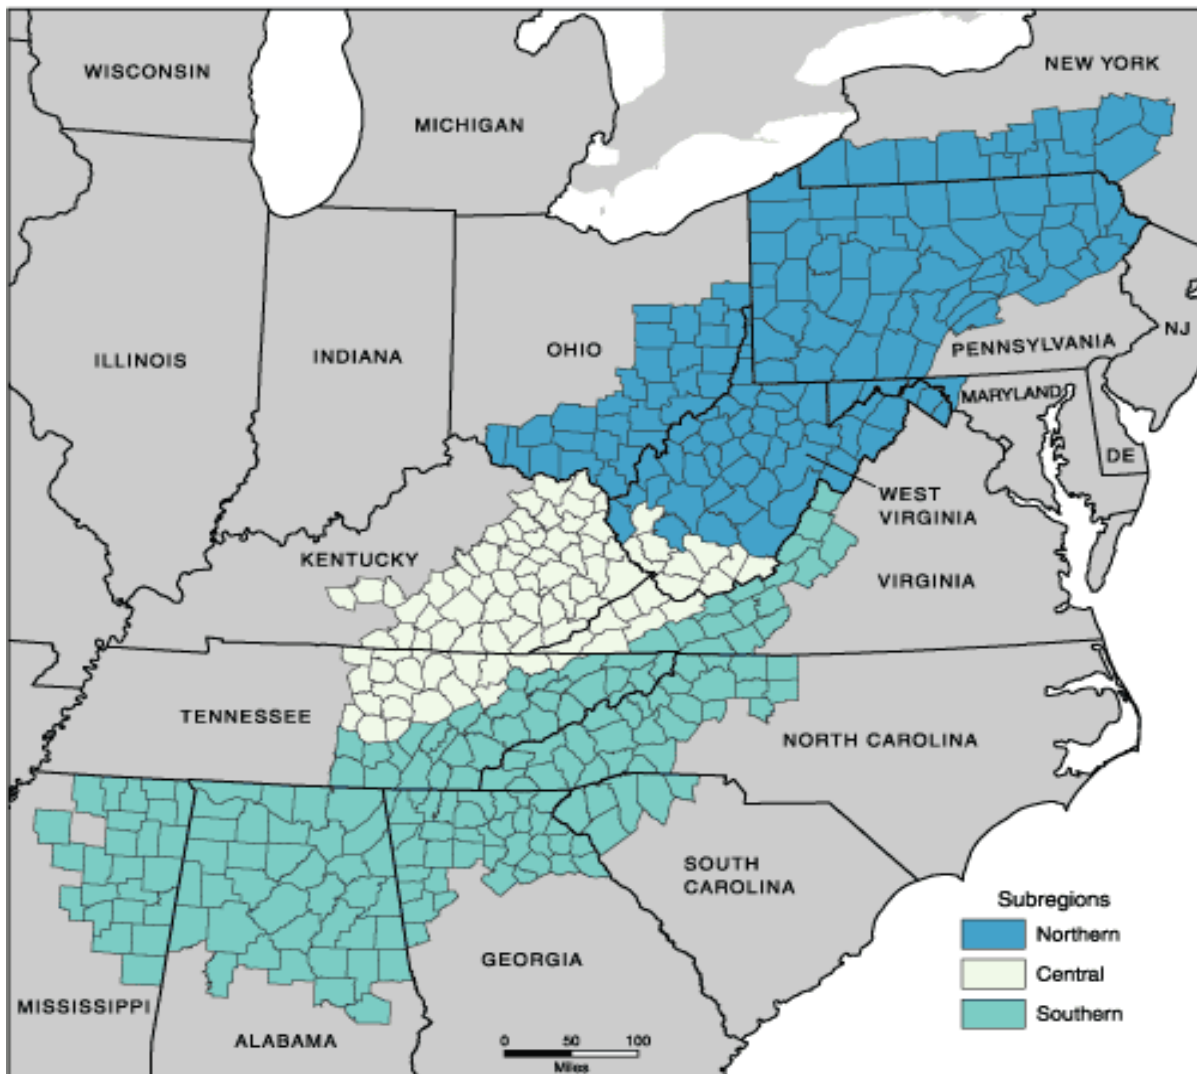 WISCONSIN
MICHIGAN
NEW YORK
ILLINOIS
INDIANA
OHIO
PENNSYLVANIA
NJ
MARYLAND
DE
WEST
VIRGINIA
KENTUCKY
VIRGINIA
TENNESSEE
NORTH CAROLINA
SOUTH
CAROLINA
GEORGIA
MISSISSIPPI
ALABAMA
Subregions
Northern
Central
Southern
0 50 100
Miles